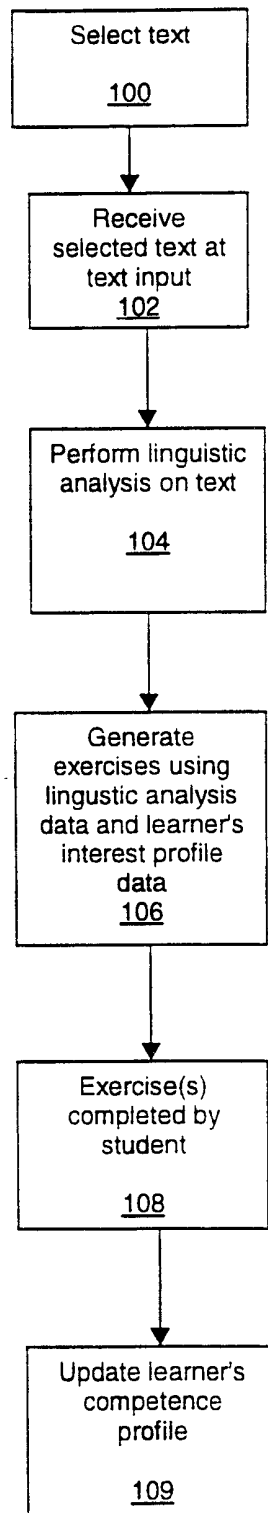 Select text
100
Receive
selected text at
text input
102
Perform linguistic
analysis on text
104
Generate
exercises using
lingustic analysis
data and learner's
interest profile
data
106
Exercise(s)
completed by
student
108
Update learner's
competence
profile
109